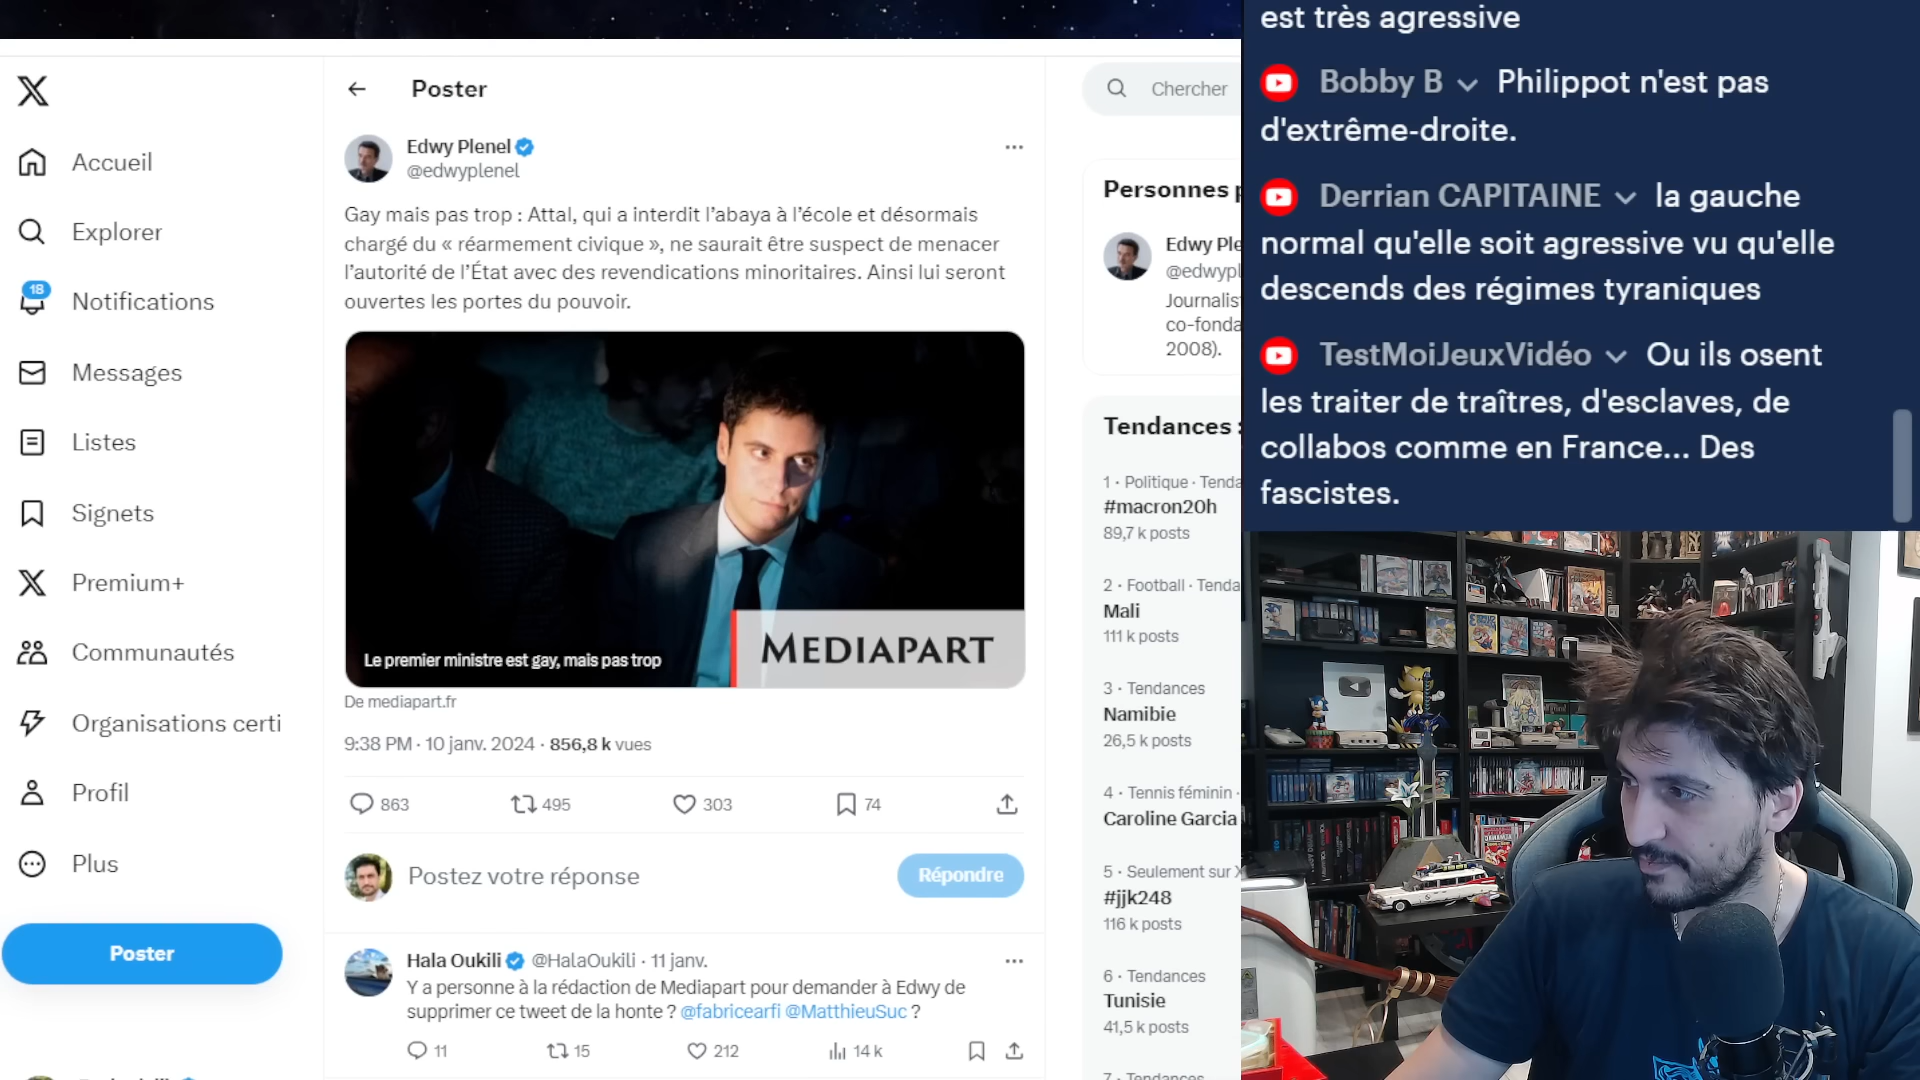 Accueil
Explorer
18
Notifications
Messages
Listes
Signets
Premium+
Communautés
Organisations certi
Profil
Plus
Poster
Poster
Edwy Plenel
@edwyplenel
Gay mais pas trop : Attal, qui a interdit l’abaya à l’école et désormais
chargé du « réarmement civique », ne saurait être suspect de menacer
l’autorité de l’État avec des revendications minoritaires. Ainsi lui seront
ouvertes les portes du pouvoir.
Le premier ministre est gay, mais pas trop
MEDIAPART
De mediapart.fr
9:38 PM · 10 janv. 2024 · 856,8 k vues
863 495 303 74
Postez votre réponse
Répondre
Hala Oukili @HalaOukili · 11 janv.
Y a personne à la rédaction de Mediapart pour demander à Edwy de
supprimer ce tweet de la honte ? @fabricearfi @MatthieuSuc ?
11 15 212 14 k
Chercher
Personnes p
Edwy Ple
@edwypl
Journalis
co-fonda
2008).
Tendances :
1 · Politique · Tenda
#macron20h
89,7 k posts
2 · Football · Tenda
Mali
111 k posts
3 · Tendances
Namibie
26,5 k posts
4 · Tennis féminin ·
Caroline Garcia
5 · Seulement sur X
#jjk248
116 k posts
6 · Tendances
Tunisie
41,5 k posts
7 · Tendances
est très agressive
Bobby B Philippot n'est pas
d'extrême-droite.
Derrian CAPITAINE la gauche
normal qu'elle soit agressive vu qu'elle
descends des régimes tyraniques
TestMoiJeuxVidéo Ou ils osent
les traiter de traîtres, d'esclaves, de
collabos comme en France... Des
fascistes.